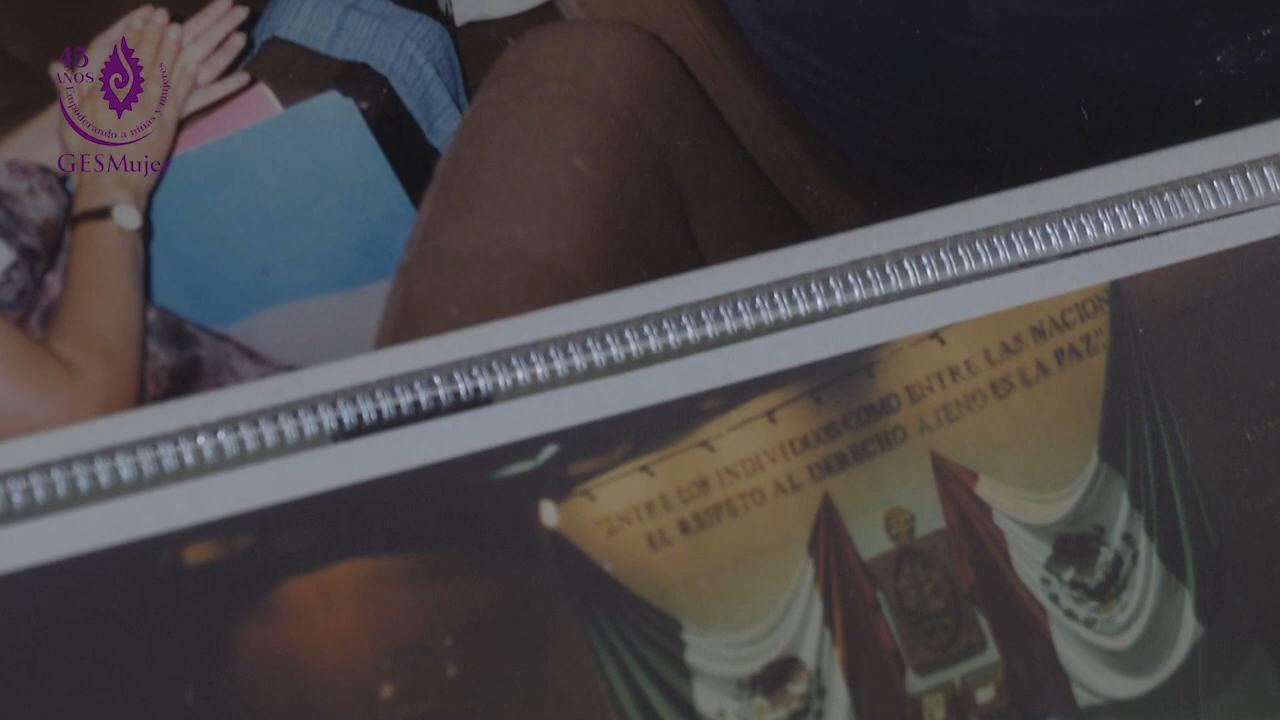 45
AÑOS
Empoderando a niñas y mujeres
GESMujer
"ENTRE LOS INDIVIDUOS COMO ENTRE LAS NACION
EL RESPETO AL DERECHO AJENO ES LA PAZ"